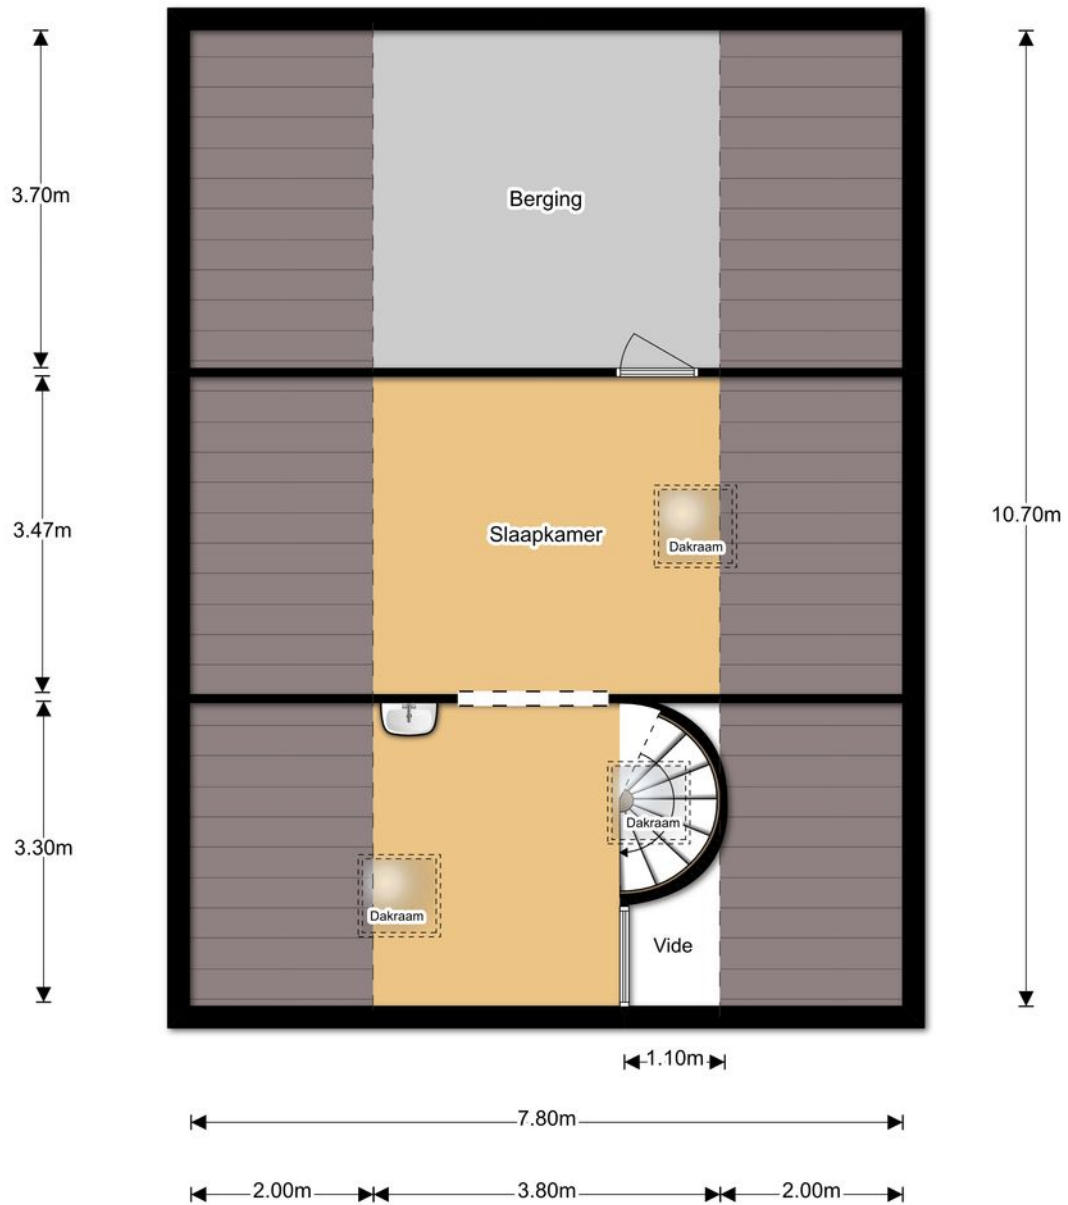 3.70m
Berging
3.47m
Slaapkamer
Dakraam
10.70m
3.30m
Dakraam
Dakraam
Vide
1.10m
7.80m
2.00m
3.80m
2.00m